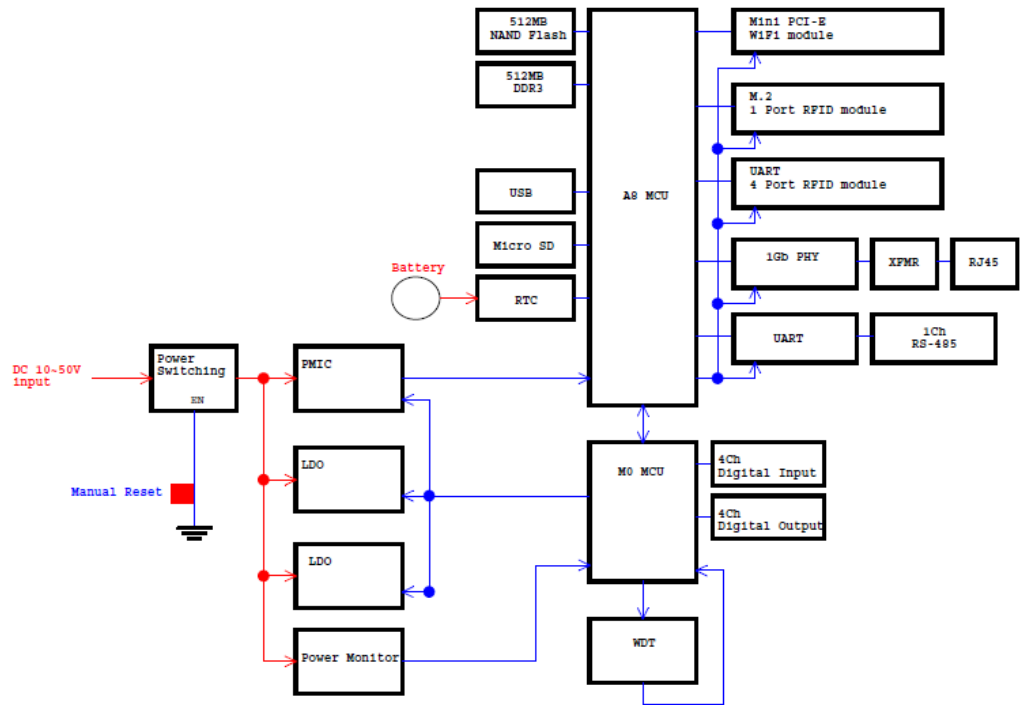 512MB
NAND Flash
Mini PCI-E
WiFi module
512MB
DDR3
M.2
1 Port RFID module
UART
4 Port RFID module
USB
A8 MCU
Micro SD
1Gb PHY
XFMR
RJ45
Battery
RTC
UART
1Ch
RS-485
DC 10~50V
input
Power
Switching
EN
PMIC
Manual Reset
LDO
M0 MCU
4Ch
Digital Input
4Ch
Digital Output
LDO
Power Monitor
WDT